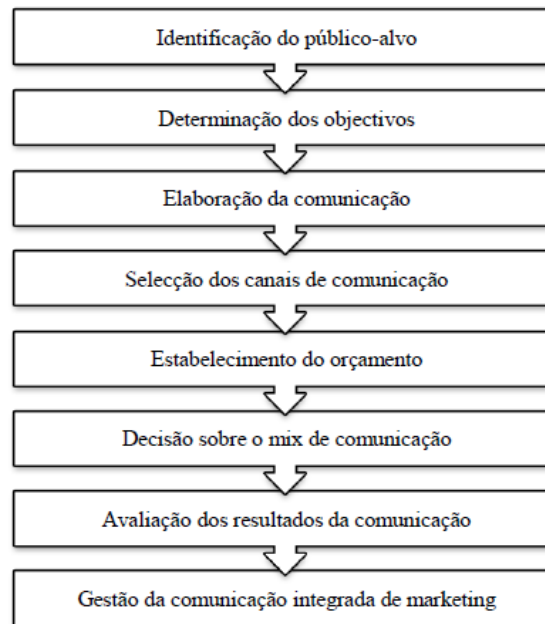 Identificação do público-alvo
Determinação dos objectivos
Elaboração da comunicação
Selecção dos canais de comunicação
Estabelecimento do orçamento
Decisão sobre o mix de comunicação
Avaliação dos resultados da comunicação
Gestão da comunicação integrada de marketing